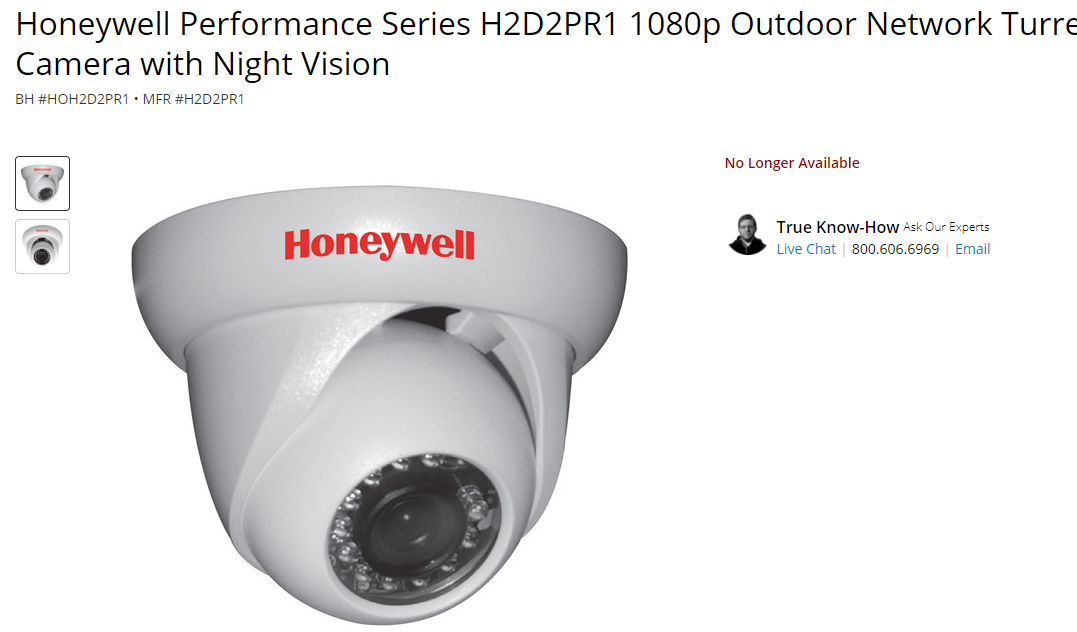 Honeywell Performance Series H2D2PR1 1080p Outdoor Network Turre
Camera with Night Vision
BH #HOH2D2PR1 • MFR #H2D2PR1
No Longer Available
Honeywell
True Know-How Ask Our Experts
Live Chat | 800.606.6969 | Email